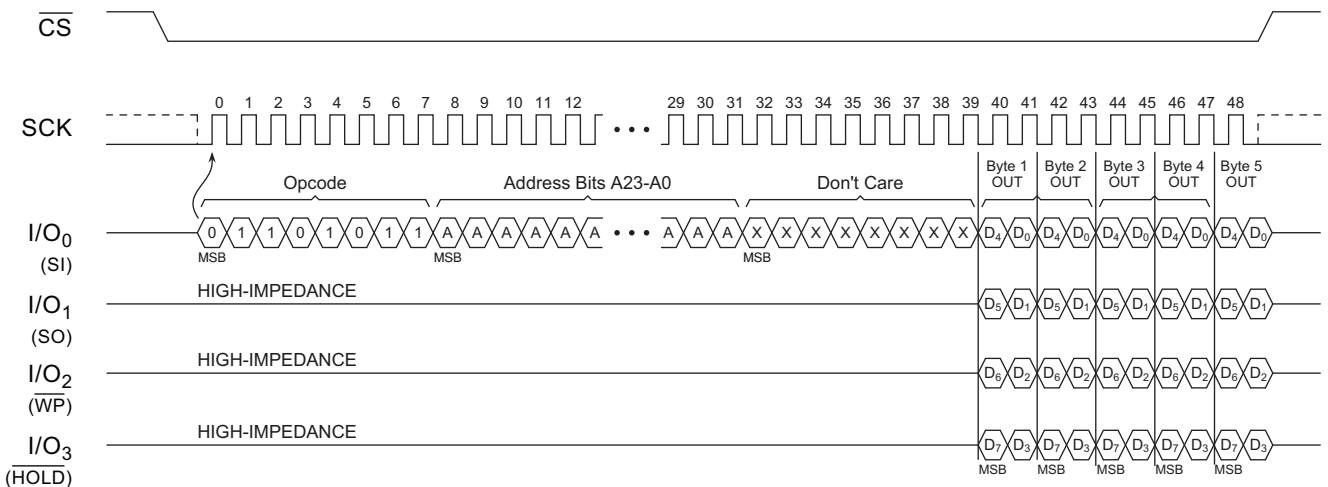 CS
0 1 2 3 4 5 6 7 8 9 10 11 12 29 30 31 32 33 34 35 36 37 38 39 40 41 42 43 44 45 46 47 48
SCK
Opcode Address Bits A23-A0 Don't Care Byte 1 OUT Byte 2 OUT Byte 3 OUT Byte 4 OUT Byte 5 OUT
I/O0 0 1 1 0 1 0 1 1 A A A A A A • • • A A A X X X X X X X X D4 D0 D4 D0 D4 D0 D4 D0 D4 D0
(SI) MSB MSB MSB
HIGH-IMPEDANCE
I/O1 D5 D1 D5 D1 D5 D1 D5 D1 D5 D1
(SO)
HIGH-IMPEDANCE
I/O2 D6 D2 D6 D2 D6 D2 D6 D2 D6 D2
(WP)
HIGH-IMPEDANCE
I/O3 D7 D3 D7 D3 D7 D3 D7 D3 D7 D3
(HOLD) MSB MSB MSB MSB MSB